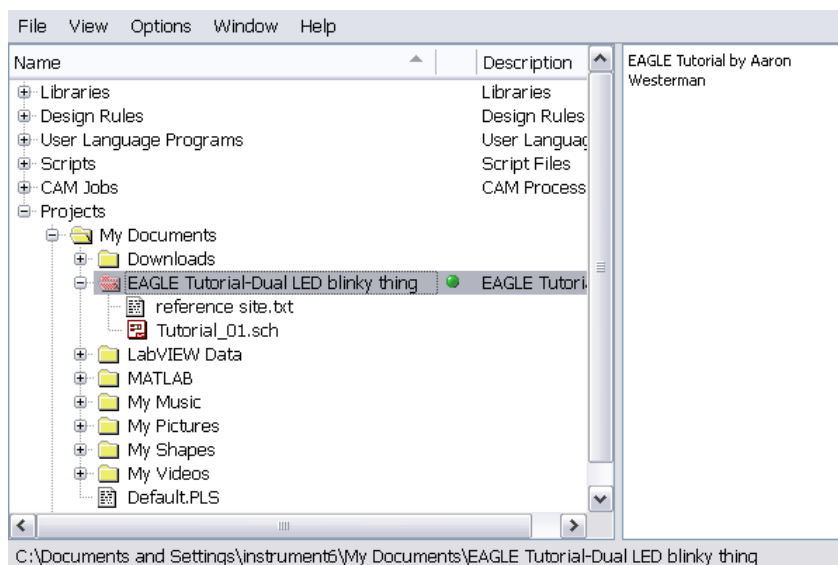 File View Options Window Help
Name Description
Libraries Libraries
Design Rules Design Rules
User Language Programs User Languag
Scripts Script Files
CAM Jobs CAM Process
Projects
My Documents
Downloads
EAGLE Tutorial-Dual LED blinky thing EAGLE Tutoria
reference site.txt
Tutorial_01.sch
LabVIEW Data
MATLAB
My Music
My Pictures
My Shapes
My Videos
Default.PLS
EAGLE Tutorial by Aaron
Westerman
C:\Documents and Settings\instrument6\My Documents\EAGLE Tutorial-Dual LED blinky thing